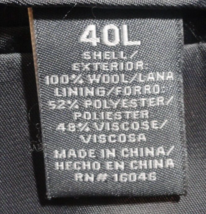 40L
SHELL/
EXTERIOR:
100% WOOL/LANA
LINING/FORRO:
52% POLYESTER/
POLIESTER
48% VISCOSE/
VISCOSA
MADE IN CHINA/
HECHO EN CHINA
RN# 16046